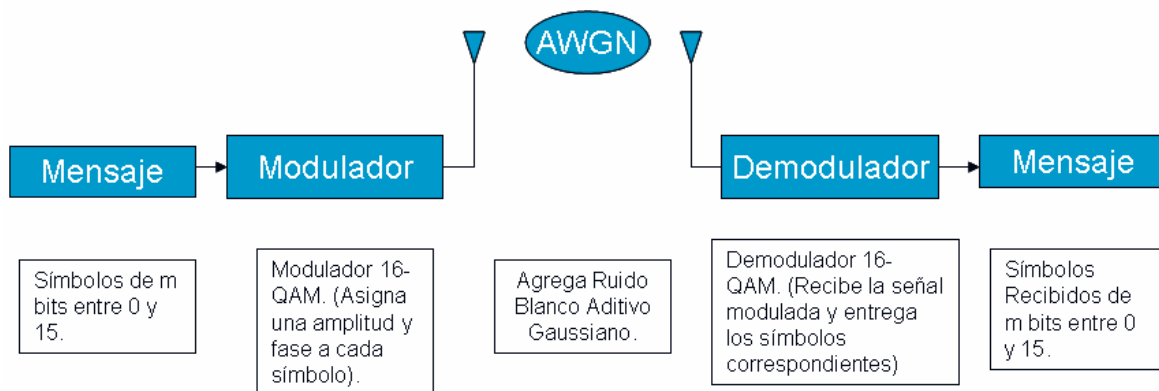 AWGN
Mensaje
Modulador
Demodulador
Mensaje
Símbolos de m
bits entre 0 y
15.
Modulador 16-
QAM. (Asigna
una amplitud y
fase a cada
símbolo).
Agrega Ruido
Blanco Aditivo
Gaussiano.
Demodulador 16-
QAM. (Recibe la señal
modulada y entrega
los símbolos
correspondientes)
Símbolos
Recibidos de
m bits entre 0
y 15.